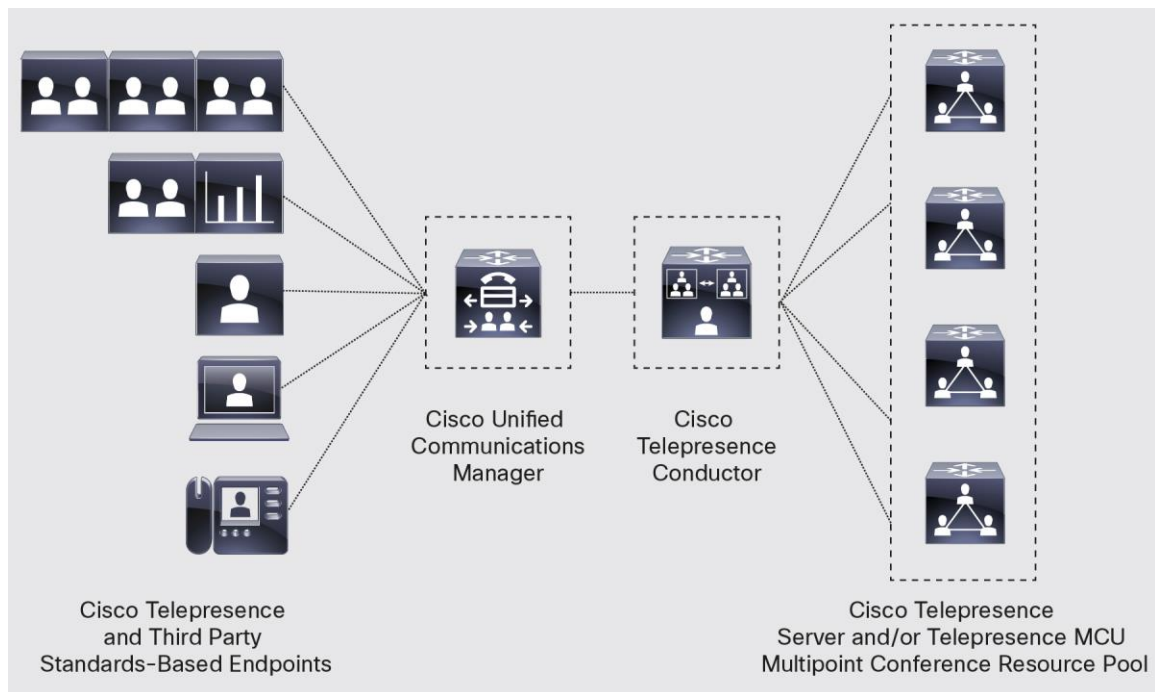 Cisco Unified
Communications
Manager
Cisco
Telepresence
Conductor
Cisco Telepresence
and Third Party
Standards-Based Endpoints
Cisco Telepresence
Server and/or Telepresence MCU
Multipoint Conference Resource Pool